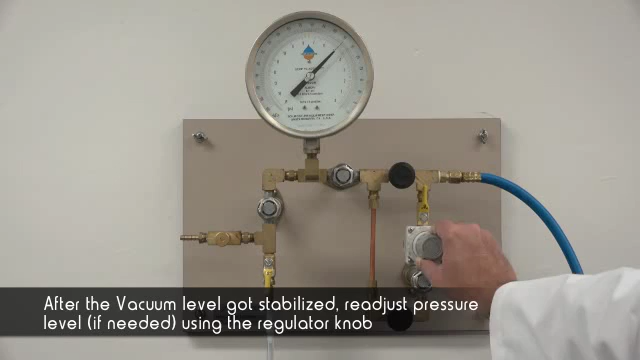 After the Vacuum level got stabilized, readjust pressure
level (if needed) using the regulator knob